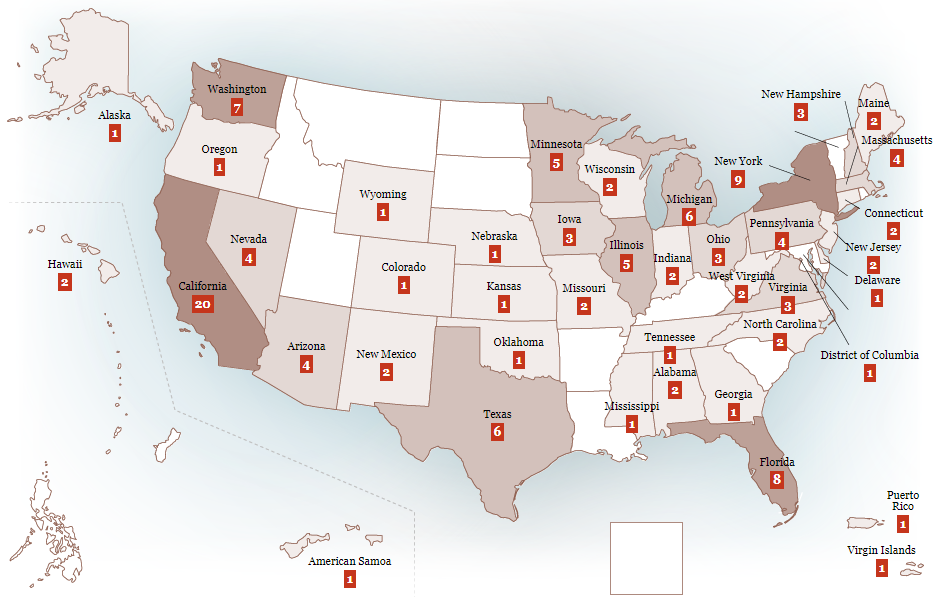 Alaska
1
Washington
7
Oregon
1
California
20
Nevada
4
Hawaii
2
Arizona
4
Wyoming
1
Colorado
1
New Mexico
2
Nebraska
1
Kansas
1
Oklahoma
1
Texas
6
Minnesota
5
Iowa
3
Missouri
2
Wisconsin
2
Illinois
5
Michigan
6
Indiana
2
Ohio
3
Tennessee
1
Mississippi
1
Alabama
2
Georgia
1
Florida
8
West Virginia
2
Virginia
3
North Carolina
2
Pennsylvania
4
New York
9
New Hampshire
3
Maine
2
Massachusetts
4
Connecticut
2
New Jersey
2
Delaware
1
District of Columbia
1
Puerto
Rico
1
Virgin Islands
1
American Samoa
1